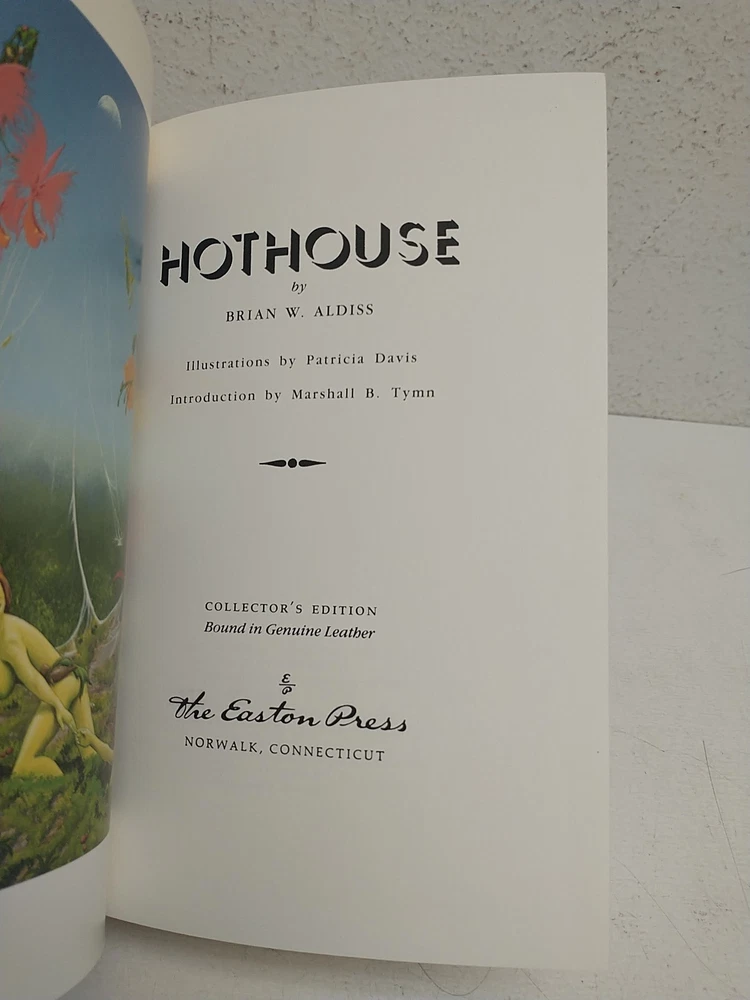 HOTHOUSE
by
BRIAN W. ALDISS
Illustrations by Patricia Davis
Introduction by Marshall B. Tymn
COLLECTOR'S EDITION
Bound in Genuine Leather
E
P
The Easton Press
NORWALK, CONNECTICUT